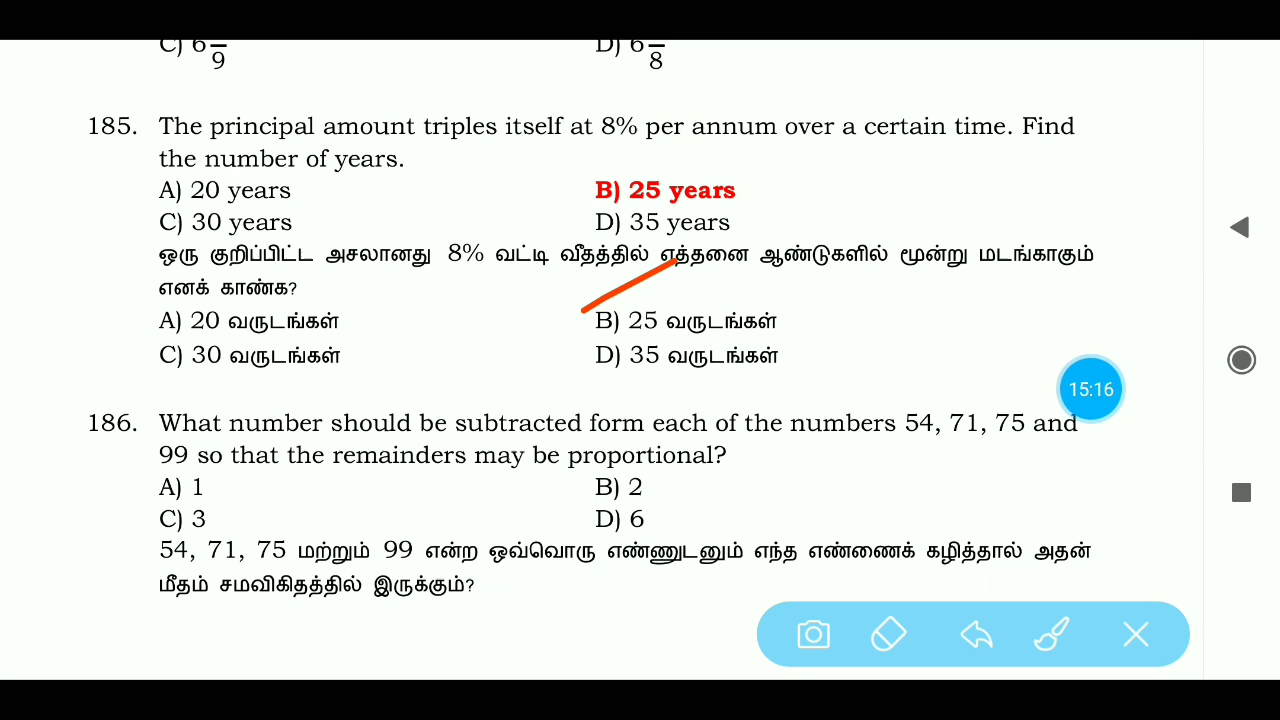 C) 6 9 D) 6 8
185. The principal amount triples itself at 8% per annum over a certain time. Find
the number of years.
A) 20 years B) 25 years
C) 30 years D) 35 years
ஒரு குறிப்பிட்ட அசலானது 8% வட்டி வீதத்தில் எத்தனை ஆண்டுகளில் மூன்று மடங்காகும்
எனக் காண்க?
A) 20 வருடங்கள் B) 25 வருடங்கள்
C) 30 வருடங்கள் D) 35 வருடங்கள்
15:16
186. What number should be subtracted form each of the numbers 54, 71, 75 and
99 so that the remainders may be proportional?
A) 1 B) 2
C) 3 D) 6
54, 71, 75 மற்றும் 99 என்ற ஒவ்வொரு எண்ணுடனும் எந்த எண்ணைக் கழித்தால் அதன்
மீதம் சமவிகிதத்தில் இருக்கும்?